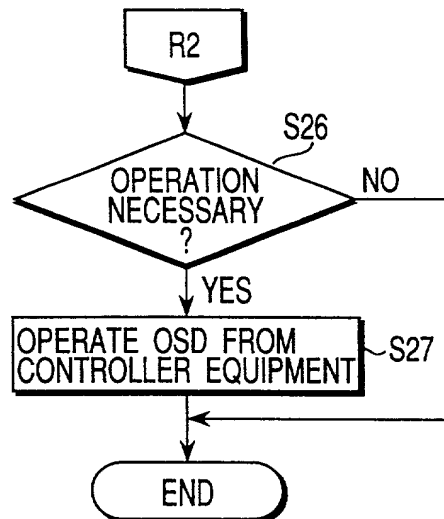 R2
S26
OPERATION
NECESSARY
?
NO
YES
OPERATE OSD FROM
CONTROLLER EQUIPMENT
S27
END